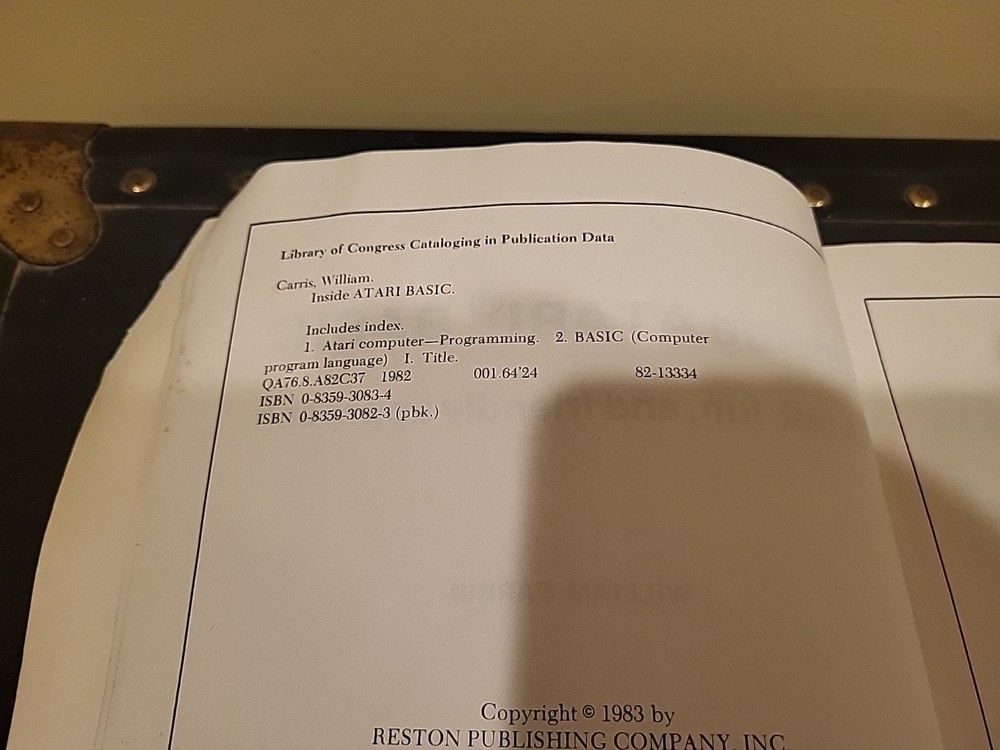 Library of Congress Cataloging in Publication Data
Carris, William.
Inside ATARI BASIC.
Includes index.
1. Atari computer—Programming. 2. BASIC (Computer
program language) I. Title.
QA76.8.A82C37 1982 001.64'24 82-13334
ISBN 0-8359-3083-4
ISBN 0-8359-3082-3 (pbk.)
WILLIAM CARRIS
Copyright © 1983 by
RESTON PUBLISHING COMPANY, INC.